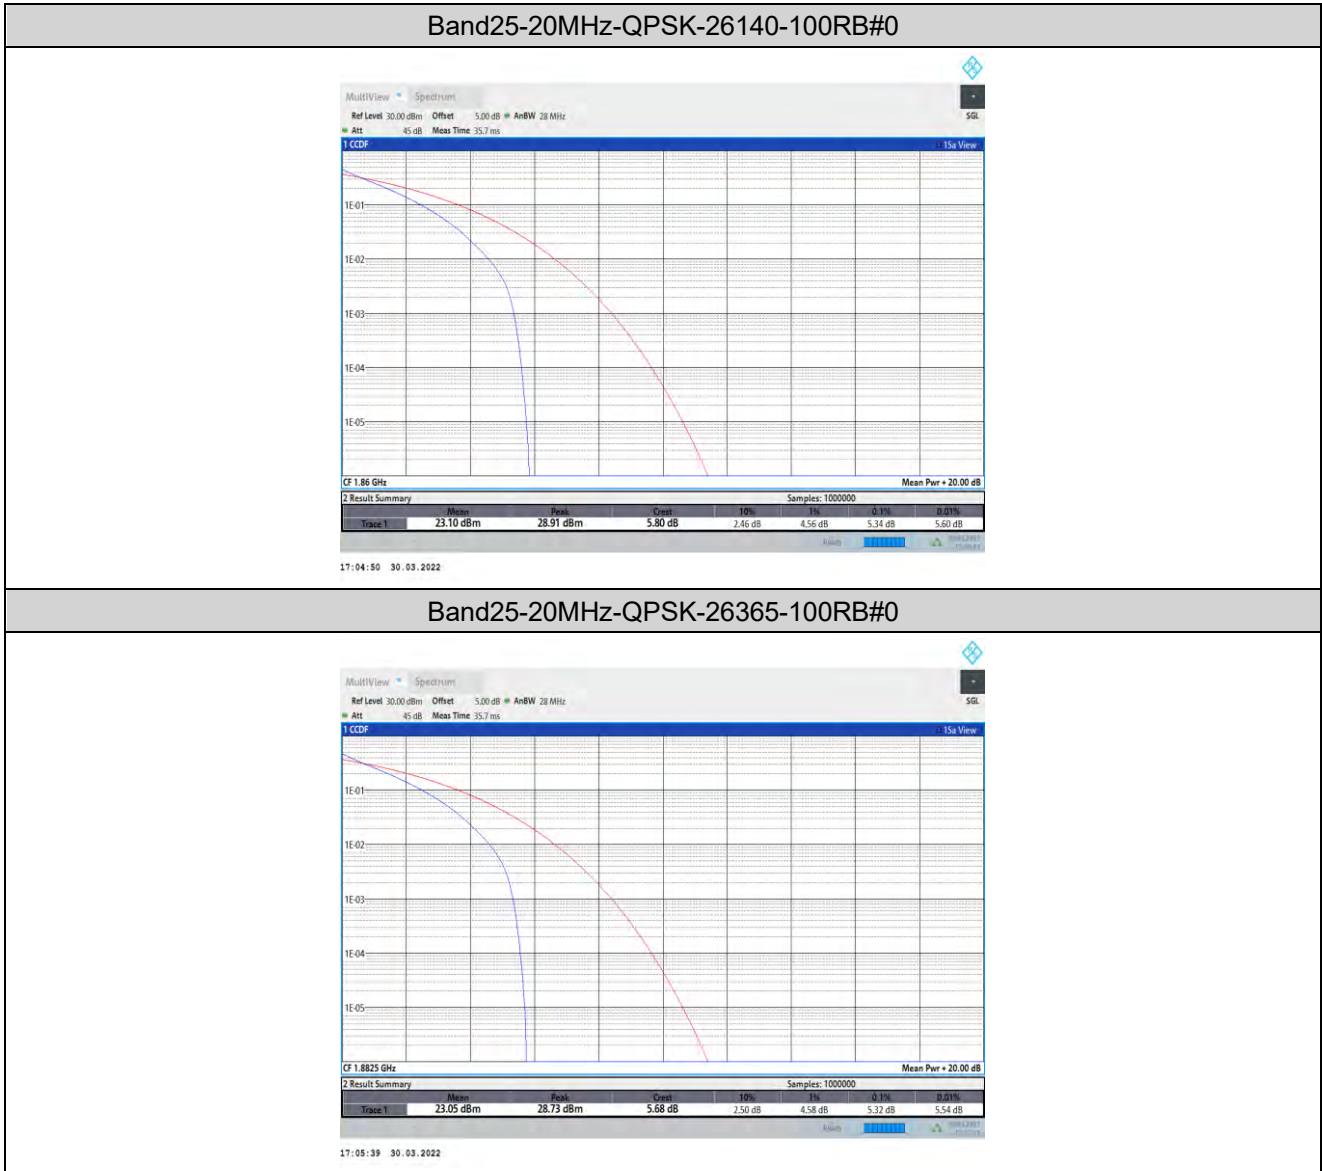 Band25-20MHz-QPSK-26140-100RB#0
MultiView Spectrum
Ref Level 30.00 dBm Offset 5.00 dB AnBW 28 MHz
SGL
Att 45 dB Meas Time 35.7 ms
1 CCDF 1Sa View
1E-01
1E-02
1E-03
1E-04
1E-05
CF 1.86 GHz Mean Pwr + 20.00 dB
2 Result Summary Samples: 1000000
Mean Peak Crest 10% 1% 0.1% 0.01%
Trace 1 23.10 dBm 28.91 dBm 5.80 dB 2.46 dB 4.56 dB 5.34 dB 5.60 dB
17:04:50 30.03.2022
Band25-20MHz-QPSK-26365-100RB#0
MultiView Spectrum
Ref Level 30.00 dBm Offset 5.00 dB AnBW 28 MHz
SGL
Att 45 dB Meas Time 35.7 ms
1 CCDF 1Sa View
1E-01
1E-02
1E-03
1E-04
1E-05
CF 1.8825 GHz Mean Pwr + 20.00 dB
2 Result Summary Samples: 1000000
Mean Peak Crest 10% 1% 0.1% 0.01%
Trace 1 23.05 dBm 28.73 dBm 5.68 dB 2.50 dB 4.58 dB 5.32 dB 5.54 dB
17:05:39 30.03.2022